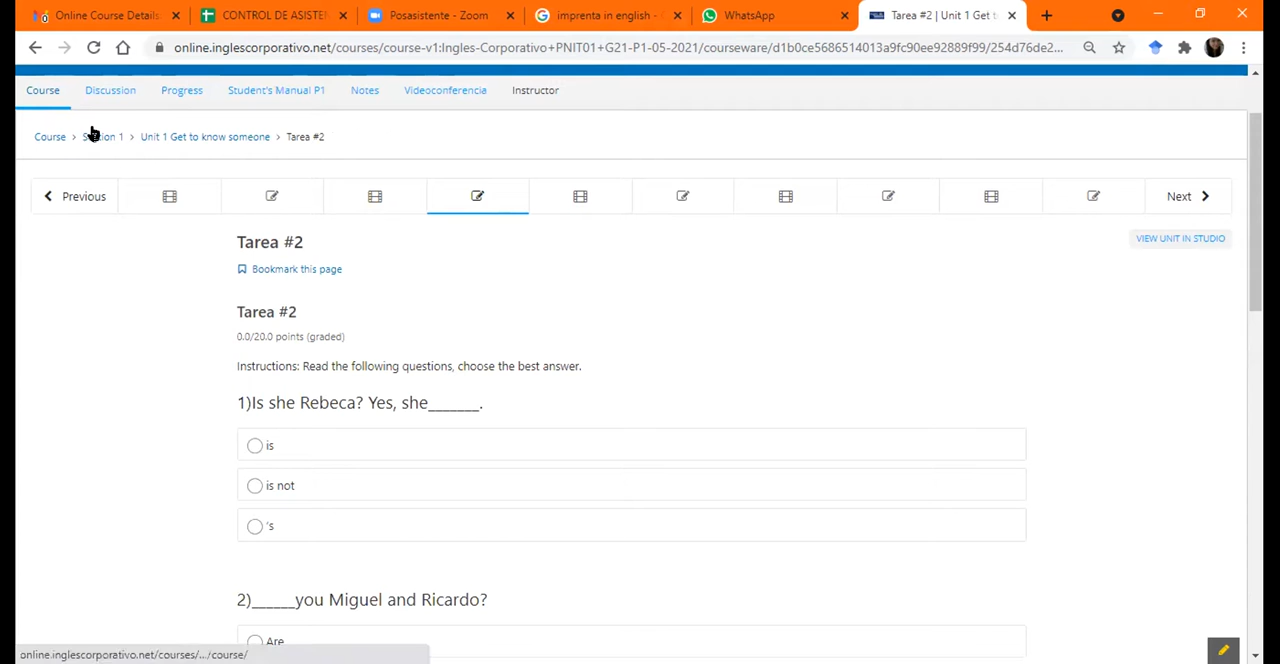 Online Course Details
CONTROL DE ASISTE
Posasistente - Zoom
imprenta in english -
WhatsApp
Tarea #2 | Unit 1 Get t
online.inglescorporativo.net/courses/course-v1:Ingles-Corporativo+PNIT01+G21-P1-05-2021/courseware/d1b0ce5686514013a9fc90ee92889f99/254d76de2...
Course
Discussion
Progress
Student's Manual P1
Notes
Videoconferencia
Instructor
Course > Section 1 > Unit 1 Get to know someone > Tarea #2
Previous
Next
Tarea #2
VIEW UNIT IN STUDIO
Bookmark this page
Tarea #2
0.0/20.0 points (graded)
Instructions: Read the following questions, choose the best answer.
1)Is she Rebeca? Yes, she_______.
is
is not
's
2)______you Miguel and Ricardo?
Are
online.inglescorporativo.net/courses/.../course/